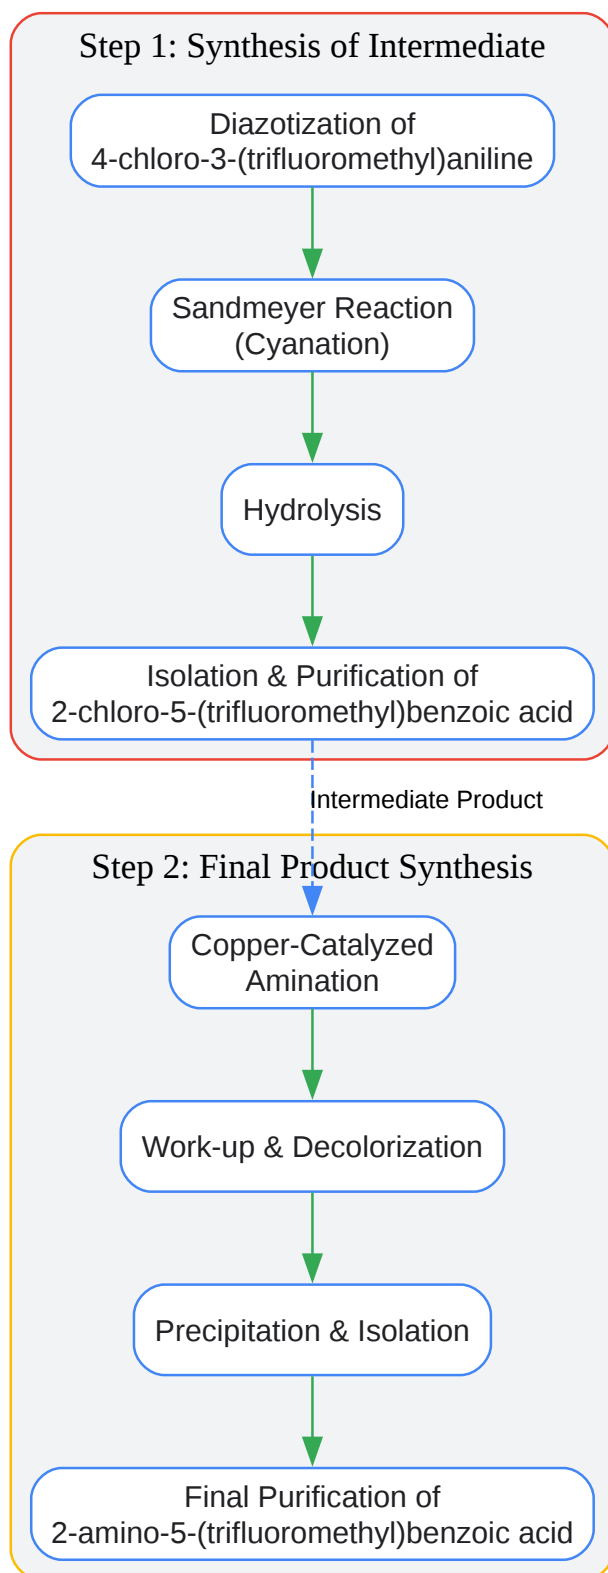 Step 1: Synthesis of Intermediate
Diazotization of
4-chloro-3-(trifluoromethyl)aniline
Sandmeyer Reaction
(Cyanation)
Hydrolysis
Isolation & Purification of
2-chloro-5-(trifluoromethyl)benzoic acid
Intermediate Product
Step 2: Final Product Synthesis
Copper-Catalyzed
Amination
Work-up & Decolorization
Precipitation & Isolation
Final Purification of
2-amino-5-(trifluoromethyl)benzoic acid